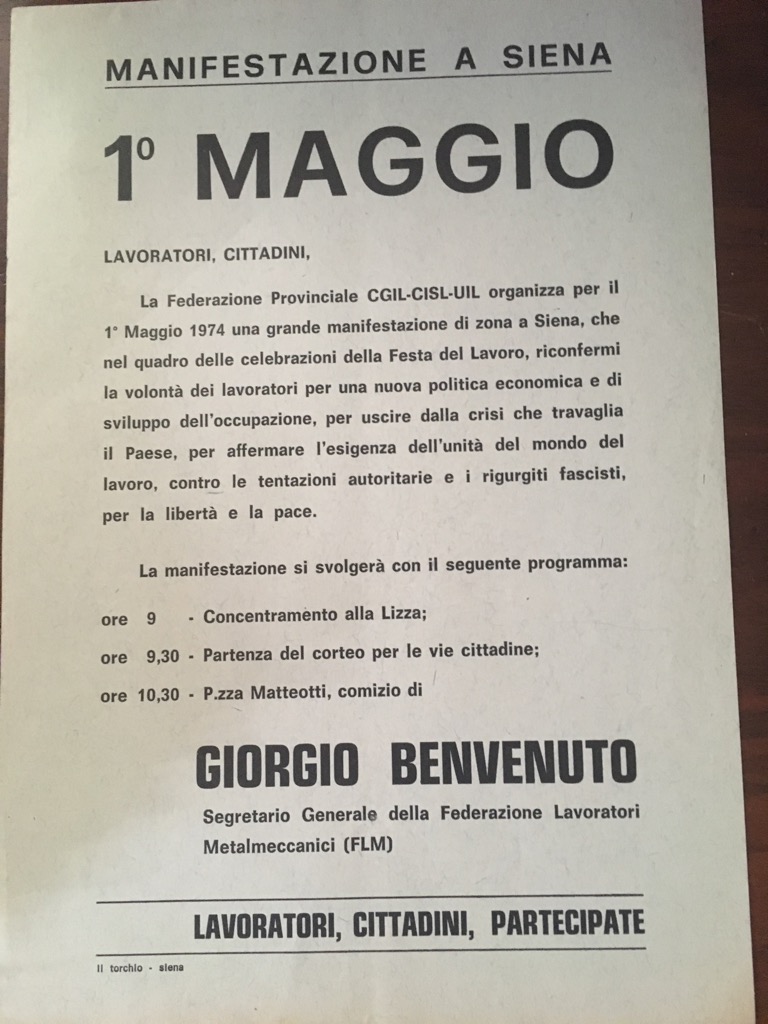 MANIFESTAZIONE A SIENA
1º MAGGIO
LAVORATORI, CITTADINI,
La Federazione Provinciale CGIL-CISL-UIL organizza per il
1° Maggio 1974 una grande manifestazione di zona a Siena, che
nel quadro delle celebrazioni della Festa del Lavoro, riconfermi
la volontà dei lavoratori per una nuova politica economica e di
sviluppo dell'occupazione, per uscire dalla crisi che travaglia
il Paese, per affermare l'esigenza dell'unità del mondo del
lavoro, contro le tentazioni autoritarie e i rigurgiti fascisti,
per la libertà e la pace.
La manifestazione si svolgerà con il seguente programma:
ore 9 - Concentramento alla Lizza;
ore 9,30 - Partenza del corteo per le vie cittadine;
ore 10,30 - P.zza Matteotti, comizio di
GIORGIO BENVENUTO
Segretario Generale della Federazione Lavoratori
Metalmeccanici (FLM)
LAVORATORI, CITTADINI, PARTECIPATE
Il torchio - siena